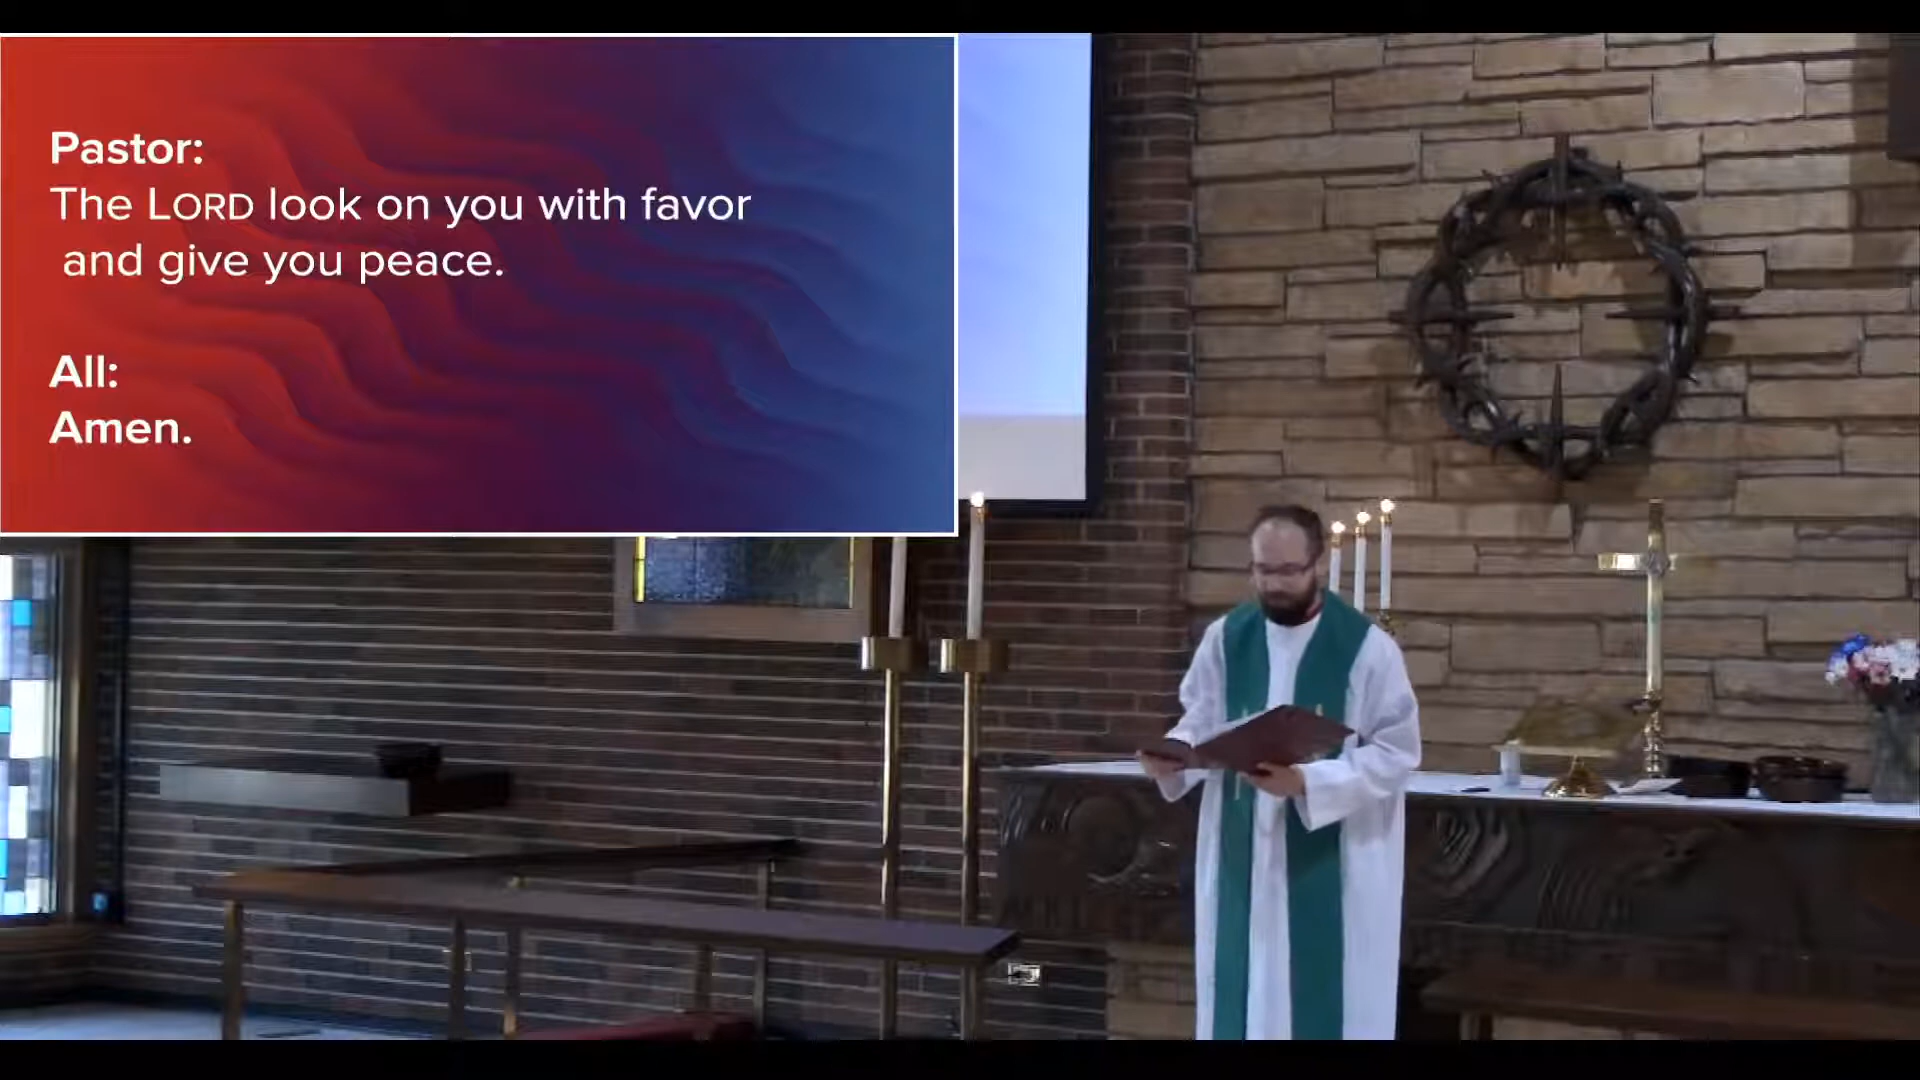 Pastor:
The LORD look on you with favor
and give you peace.
All:
Amen.